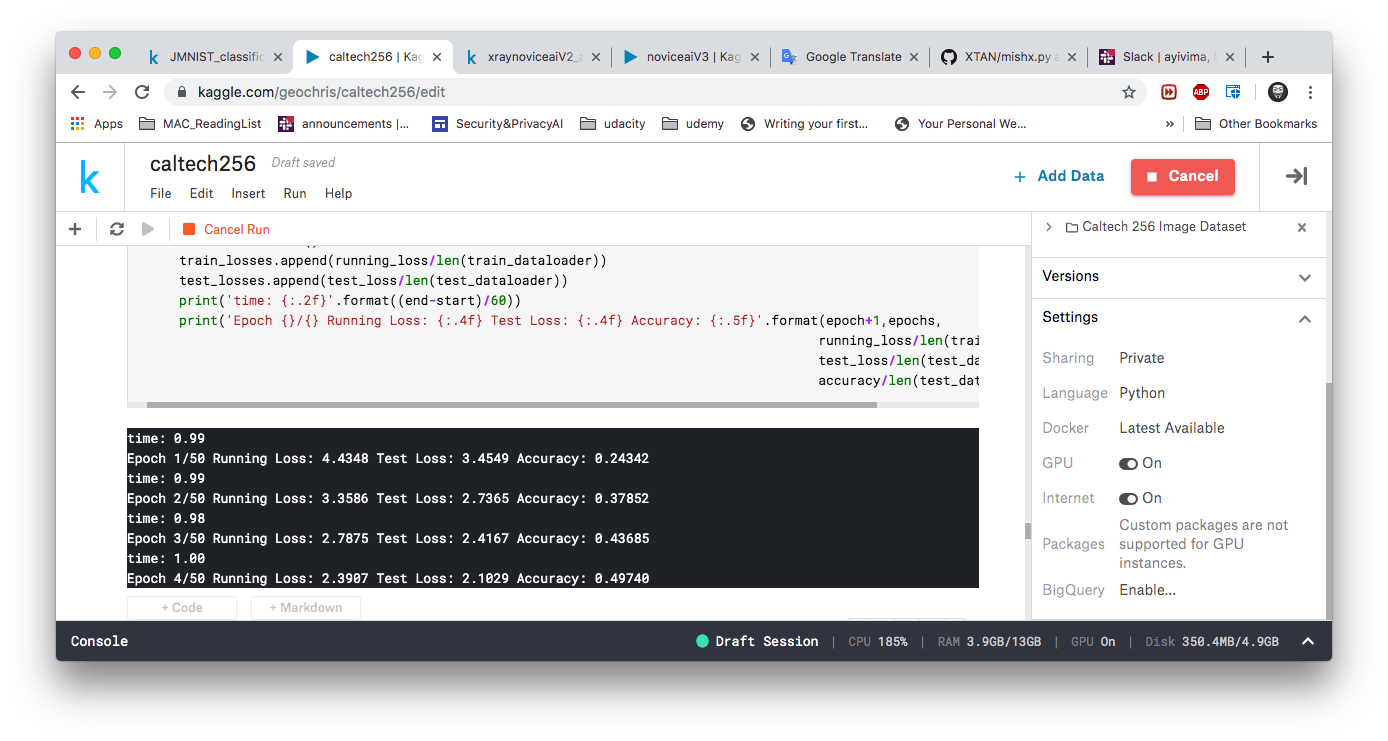 JMNIST_classific
caltech256 | Kag
xraynoviceaiV2_a
noviceaiV3 | Kag
Google Translate
XTAN/mishx.py a
Slack | ayivima, S
kaggle.com/geochris/caltech256/edit
ABP
Apps MAC_ReadingList announcements |... Security&PrivacyAI udacity udemy Writing your first... Your Personal We... » Other Bookmarks
k
caltech256 Draft saved
File Edit Insert Run Help
+ Add Data
Cancel
Cancel Run
Caltech 256 Image Dataset
train_losses.append(running_loss/len(train_dataloader))
test_losses.append(test_loss/len(test_dataloader))
print('time: {:.2f}'.format((end-start)/60))
print('Epoch {}/{} Running Loss: {:.4f} Test Loss: {:.4f} Accuracy: {:.5f}'.format(epoch+1,epochs,
running_loss/len(trai
test_loss/len(test_da
accuracy/len(test_dat
time: 0.99
Epoch 1/50 Running Loss: 4.4348 Test Loss: 3.4549 Accuracy: 0.24342
time: 0.99
Epoch 2/50 Running Loss: 3.3586 Test Loss: 2.7365 Accuracy: 0.37852
time: 0.98
Epoch 3/50 Running Loss: 2.7875 Test Loss: 2.4167 Accuracy: 0.43685
time: 1.00
Epoch 4/50 Running Loss: 2.3907 Test Loss: 2.1029 Accuracy: 0.49740
+ Code + Markdown
Versions
Settings
Sharing Private
Language Python
Docker Latest Available
GPU On
Internet On
Packages Custom packages are not
supported for GPU
instances.
BigQuery Enable...
Console Draft Session | CPU 185% | RAM 3.9GB/13GB | GPU On | Disk 350.4MB/4.9GB